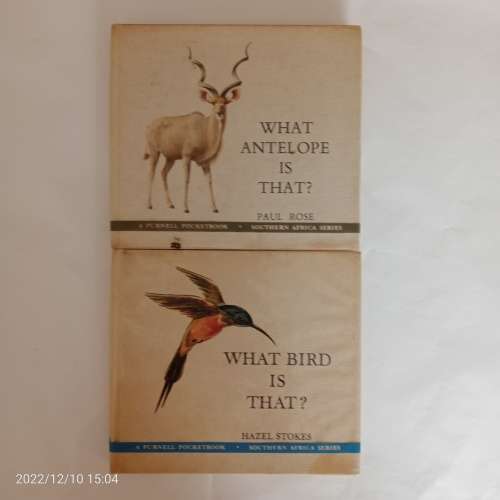 WHAT
ANTELOPE
IS
THAT?
PAUL ROSE
A PURNELL POCKETBOOK • SOUTHERN AFRICA SERIES
WHAT BIRD
IS
THAT?
HAZEL STOKES
A PURNELL POCKETBOOK • SOUTHERN AFRICA SERIES
2022/12/10 15:04